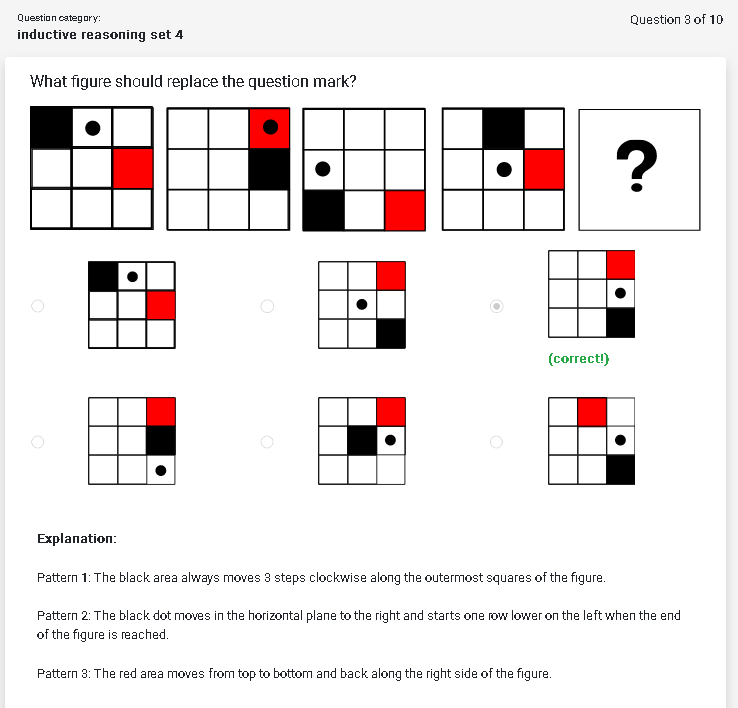 Question category:
Question 3 of 10
inductive reasoning set 4
What figure should replace the question mark?
?
(correct!)
Explanation:
Pattern 1: The black area always moves 3 steps clockwise along the outermost squares of the figure.
Pattern 2: The black dot moves in the horizontal plane to the right and starts one row lower on the left when the end
of the figure is reached.
Pattern 3: The red area moves from top to bottom and back along the right side of the figure.